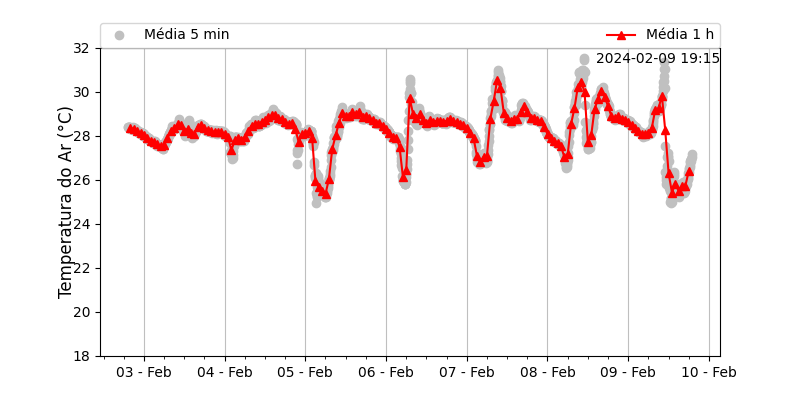 Média 5 min
Média 1 h
2024-02-09 19:15
Temperatura do Ar (°C)
32
30
28
26
24
22
20
18
03 - Feb
04 - Feb
05 - Feb
06 - Feb
07 - Feb
08 - Feb
09 - Feb
10 - Feb